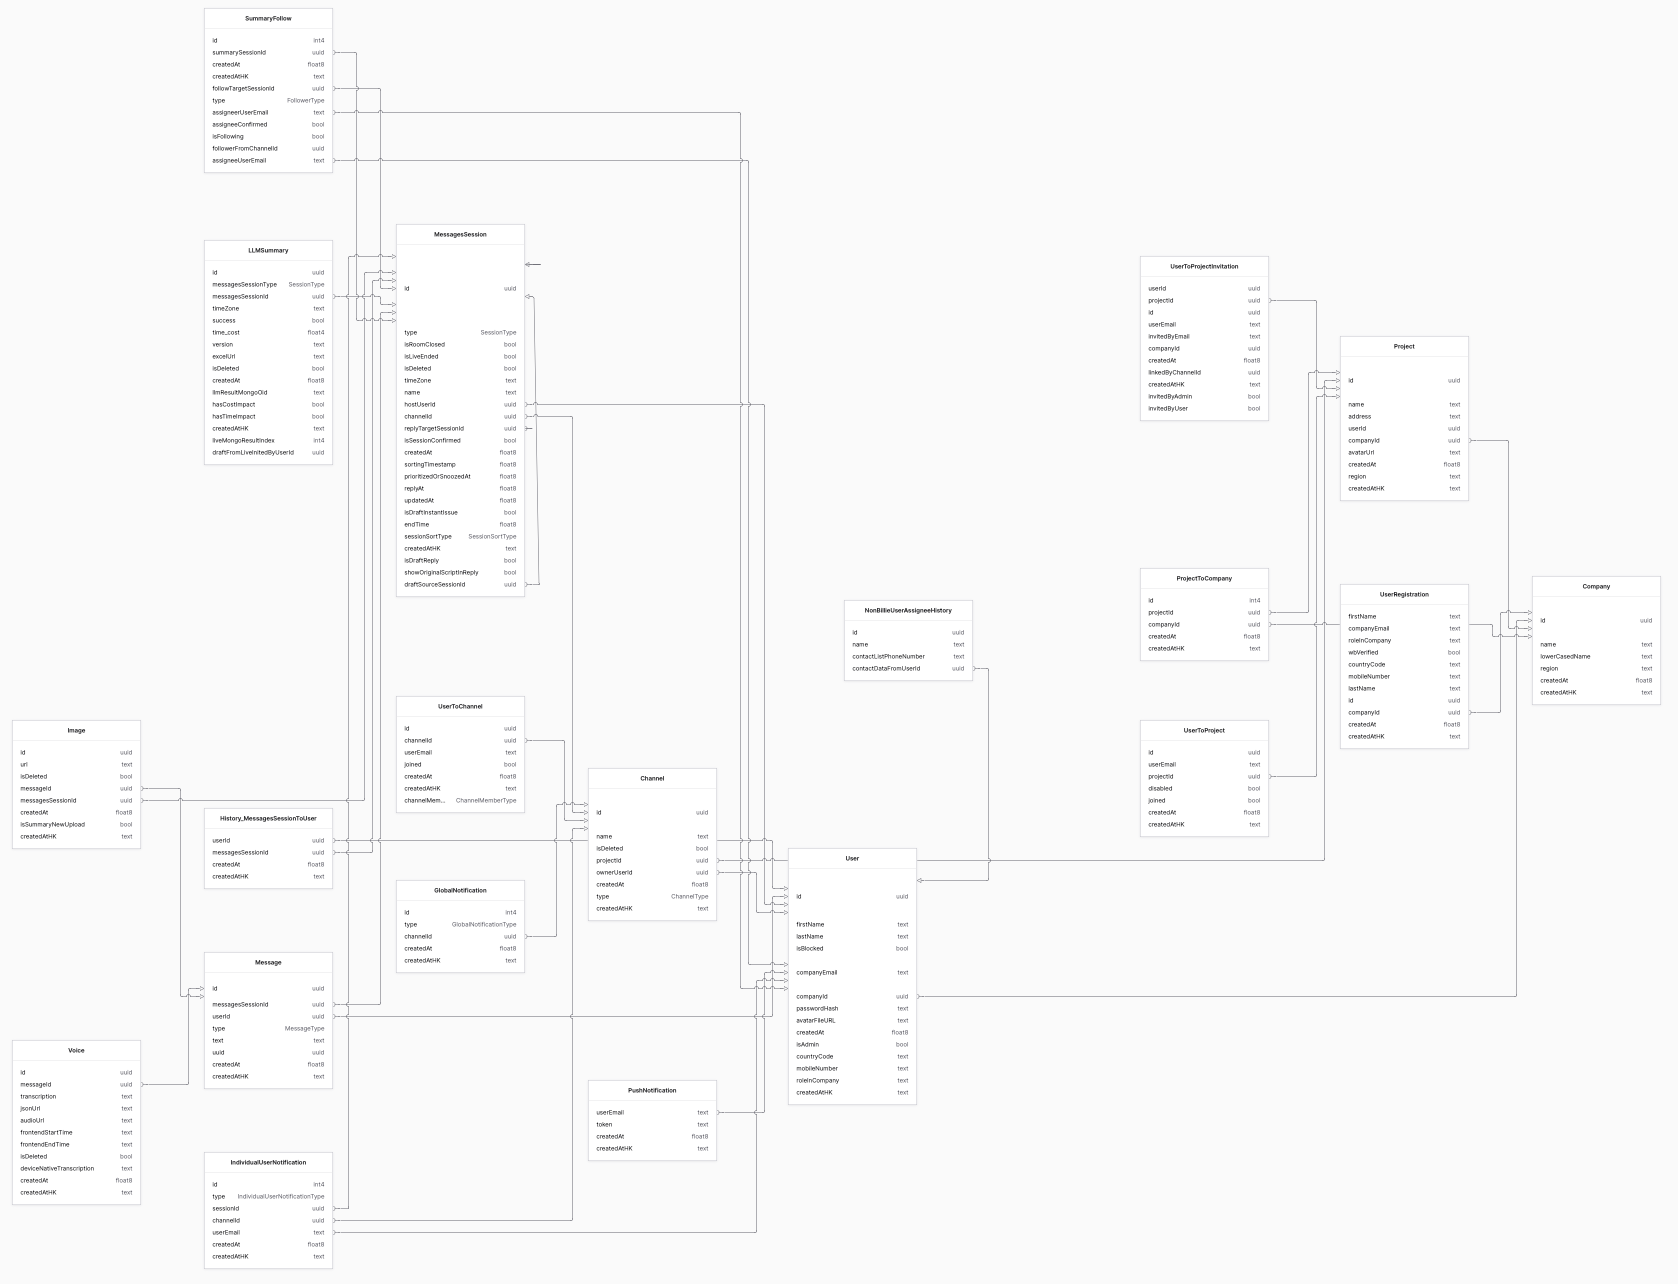 SummaryFollow
id int4
summarySessionId uuid
createdAt float8
createdAtHK text
followTargetSessionId uuid
type FollowerType
assigneerUserEmail text
assigneeConfirmed bool
isFollowing bool
followerFromChannelId uuid
assigneeUserEmail text
LLMSummary
id uuid
messagesSessionType SessionType
messagesSessionId uuid
timeZone text
success bool
time_cost float4
version text
excelUrl text
isDeleted bool
createdAt float8
llmResultMongoOid text
hasCostImpact bool
hasTimeImpact bool
createdAtHK text
liveMongoResultIndex int4
draftFromLiveInitedByUserId uuid
MessagesSession
id uuid
type SessionType
isRoomClosed bool
isLiveEnded bool
isDeleted bool
timeZone text
name text
hostUserId uuid
channelId uuid
replyTargetSessionId uuid
isSessionConfirmed bool
createdAt float8
sortingTimestamp float8
prioritizedOrSnoozedAt float8
replyAt float8
updatedAt float8
isDraftInstantIssue bool
endTime float8
sessionSortType SessionSortType
createdAtHK text
isDraftReply bool
showOriginalScriptInReply bool
draftSourceSessionId uuid
UserToProjectInvitation
userId uuid
projectId uuid
id uuid
userEmail text
invitedByEmail text
companyId uuid
createdAt float8
linkedByChannelId uuid
createdAtHK text
invitedByAdmin bool
invitedByUser bool
Project
id uuid
name text
address text
userId uuid
companyId uuid
avatarUrl text
createdAt float8
region text
createdAtHK text
ProjectToCompany
id int4
projectId uuid
companyId uuid
createdAt float8
createdAtHK text
UserRegistration
firstName text
companyEmail text
roleInCompany text
wbVerified bool
countryCode text
mobileNumber text
lastName text
id uuid
companyId uuid
createdAt float8
createdAtHK text
Company
id uuid
name text
lowerCasedName text
region text
createdAt float8
createdAtHK text
NonBillieUserAssigneeHistory
id uuid
name text
contactListPhoneNumber text
contactDataFromUserId uuid
UserToProject
id uuid
userEmail text
projectId uuid
disabled bool
joined bool
createdAt float8
createdAtHK text
UserToChannel
id uuid
channelId uuid
userEmail text
joined bool
createdAt float8
createdAtHK text
channelMem... ChannelMemberType
Image
id uuid
url text
isDeleted bool
messageId uuid
messagesSessionId uuid
createdAt float8
isSummaryNewUpload bool
createdAtHK text
History_MessagesSessionToUser
userId uuid
messagesSessionId uuid
createdAt float8
createdAtHK text
Channel
id uuid
name text
isDeleted bool
projectId uuid
ownerUserId uuid
createdAt float8
type ChannelType
createdAtHK text
GlobalNotification
id int4
type GlobalNotificationType
channelId uuid
createdAt float8
createdAtHK text
User
id uuid
firstName text
lastName text
isBlocked bool
companyEmail text
companyId uuid
passwordHash text
avatarFileURL text
createdAt float8
isAdmin bool
countryCode text
mobileNumber text
roleInCompany text
createdAtHK text
Message
id uuid
messagesSessionId uuid
userId uuid
type MessageType
text text
uuid uuid
createdAt float8
createdAtHK text
Voice
id uuid
messageId uuid
transcription text
jsonUrl text
audioUrl text
frontendStartTime text
frontendEndTime text
isDeleted bool
deviceNativeTranscription text
createdAt float8
createdAtHK text
PushNotification
userEmail text
token text
createdAt float8
createdAtHK text
IndividualUserNotification
id int4
type IndividualUserNotificationType
sessionId uuid
channelId uuid
userEmail text
createdAt float8
createdAtHK text